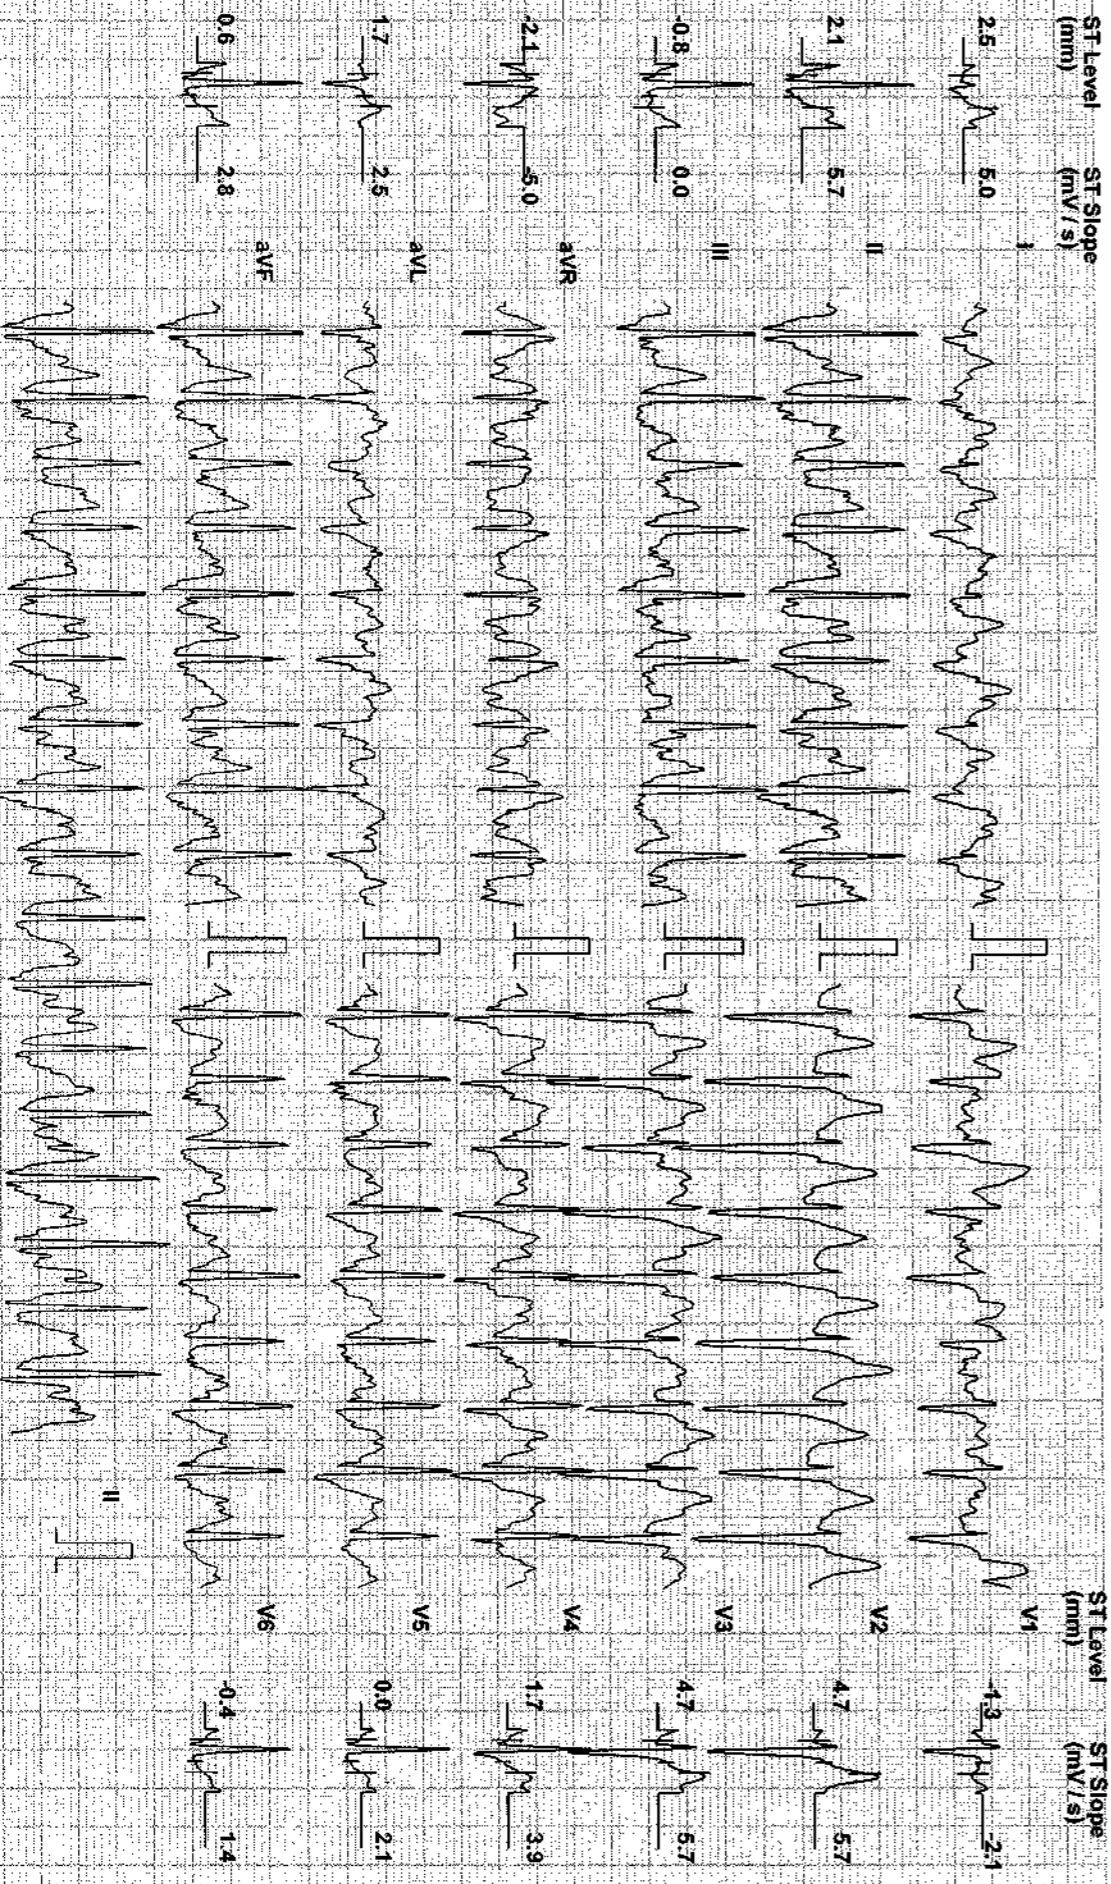 ST Level ST Slope ST Level ST Slope
(mm) (mV / s) (mm) (mV / s)
I V1
2.5 5.0 -1.3 -2.1
II V2
2.1 5.7 4.7 5.7
III V3
-0.8 0.0 4.7 5.7
aVR V4
-2.1 -5.0 1.7 3.9
aVL V5
1.7 2.5 0.0 2.1
aVF V6
0.6 2.8 -0.4 1.4
II